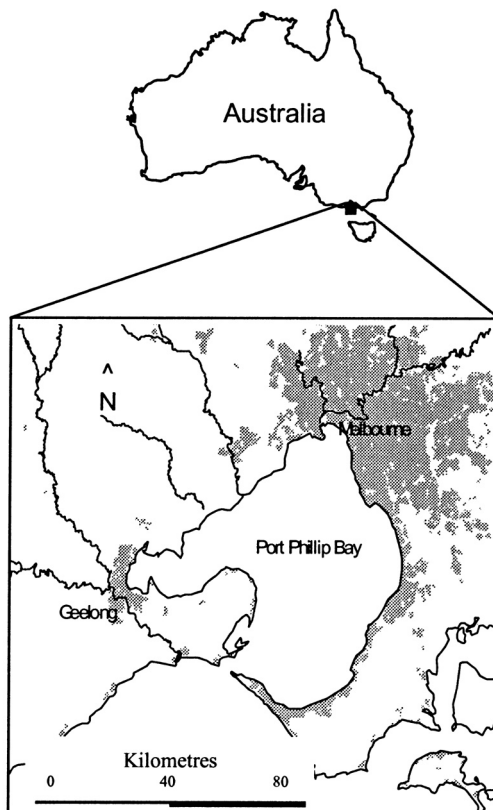 Australia
^
N
Melbourne
Port Phillip Bay
Geelong
Kilometres
0 40 80